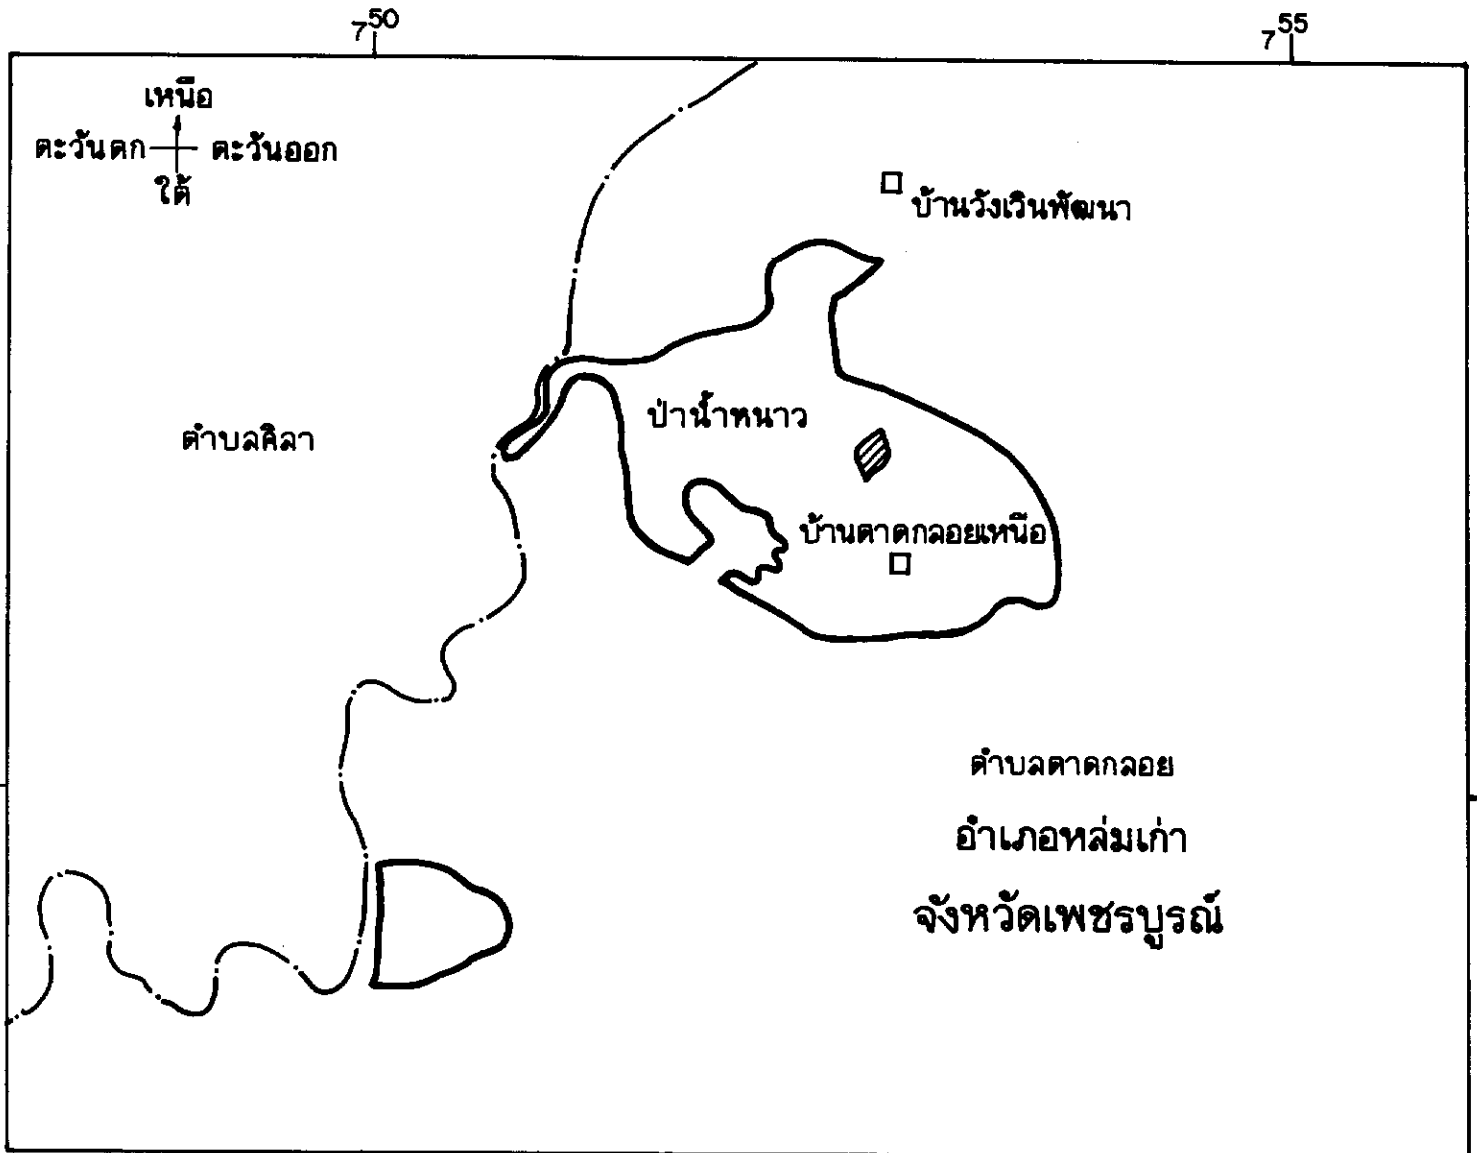 750
755
เหนือ
ตะวันตก ตะวันออก
ใต้
บ้านวังเวินพัฒนา
ป่าน้ำหนาว
ตำบลศิลา
บ้านตาดกลอยเหนือ
ตำบลตาดกลอย
อำเภอหล่มเก่า
จังหวัดเพชรบูรณ์